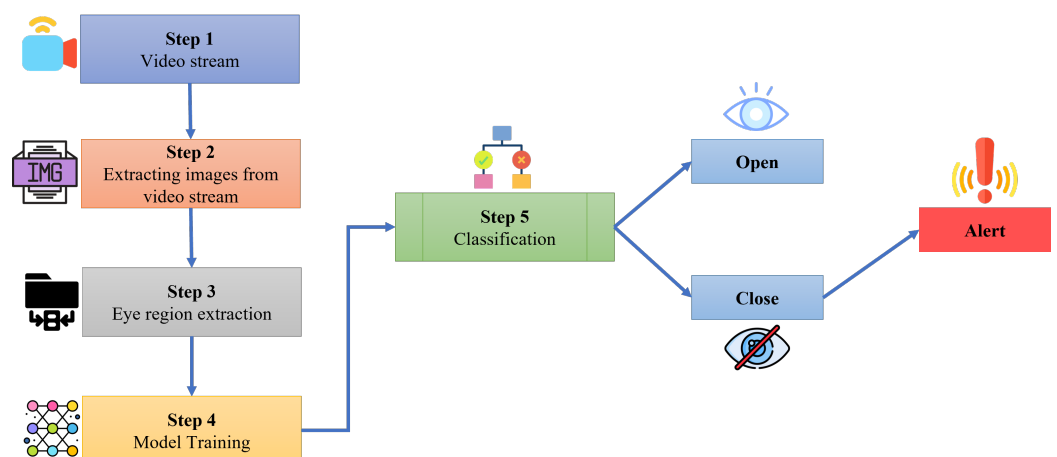 Step 1
Video stream
Step 2
Extracting images from
video stream
IMG
Step 3
Eye region extraction
Step 4
Model Training
Step 5
Classification
Open
Close
Alert